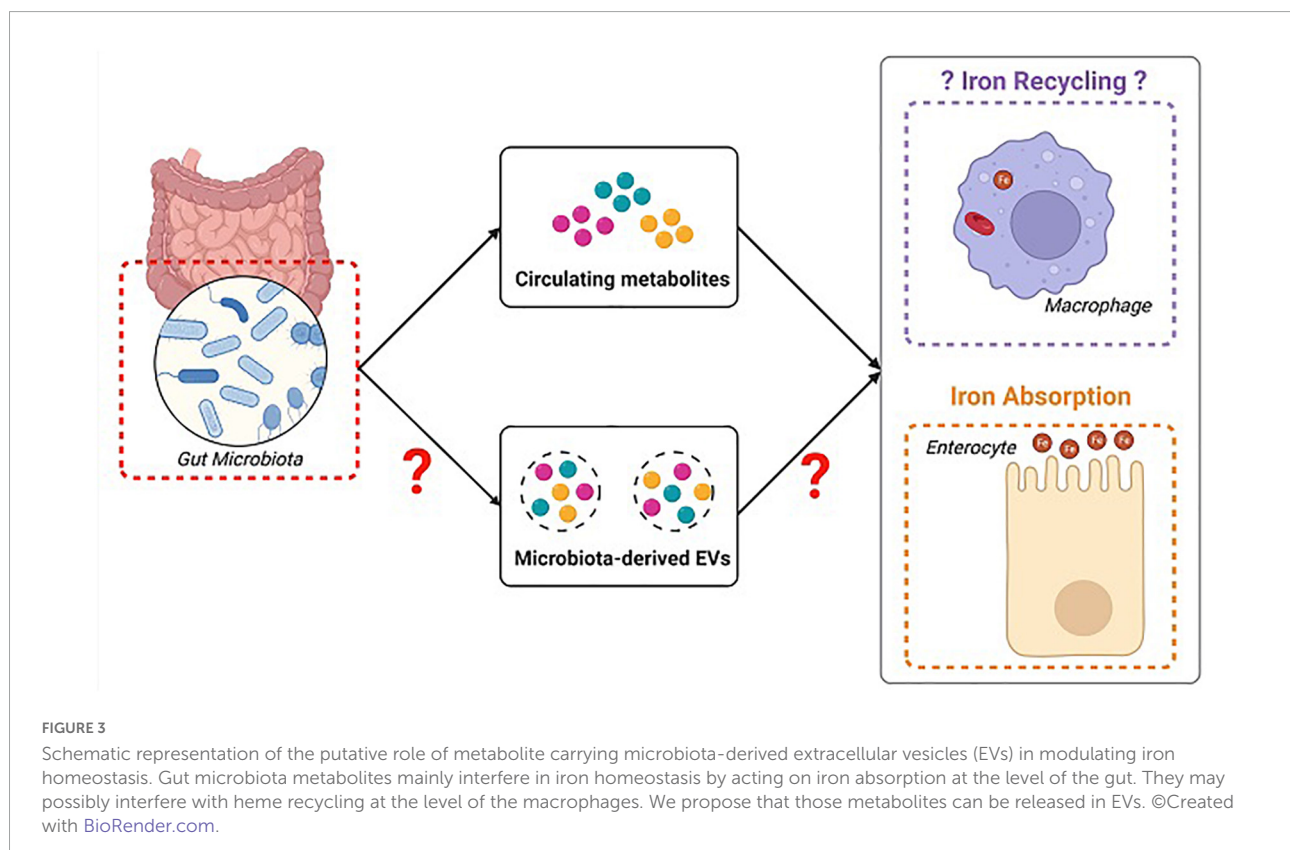 ? Iron Recycling ?
Fe
Macrophage
Circulating metabolites
Gut Microbiota
?
?
Microbiota-derived EVs
Iron Absorption
Enterocyte
Fe
Fe
Fe
Fe
FIGURE 3
Schematic representation of the putative role of metabolite carrying microbiota-derived extracellular vesicles (EVs) in modulating iron
homeostasis. Gut microbiota metabolites mainly interfere in iron homeostasis by acting on iron absorption at the level of the gut. They may
possibly interfere with heme recycling at the level of the macrophages. We propose that those metabolites can be released in EVs. ©Created
with BioRender.com.